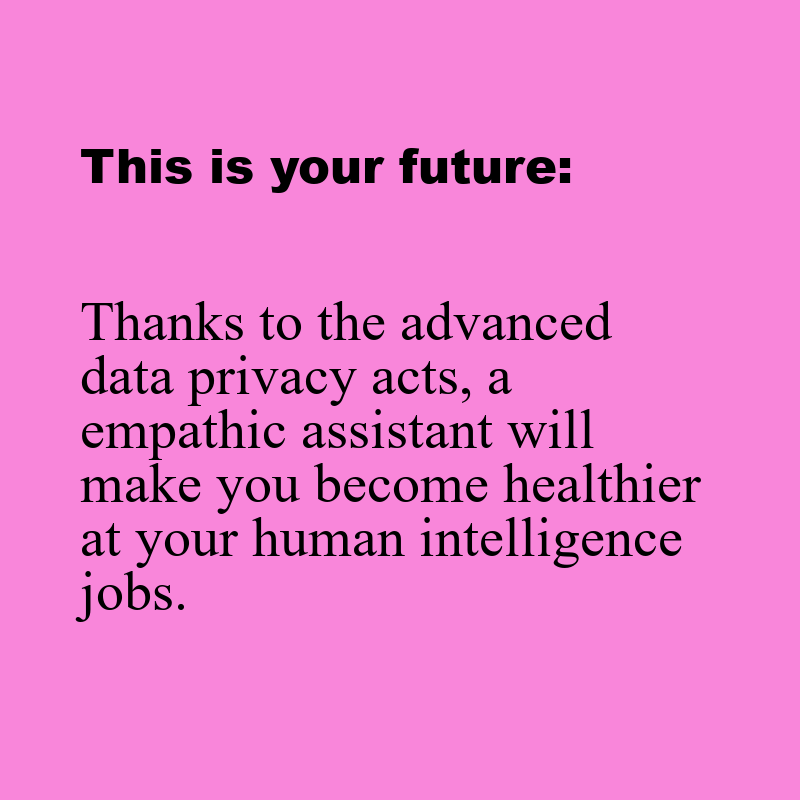 This is your future:
Thanks to the advanced
data privacy acts, a
empathic assistant will
make you become healthier
at your human intelligence
jobs.